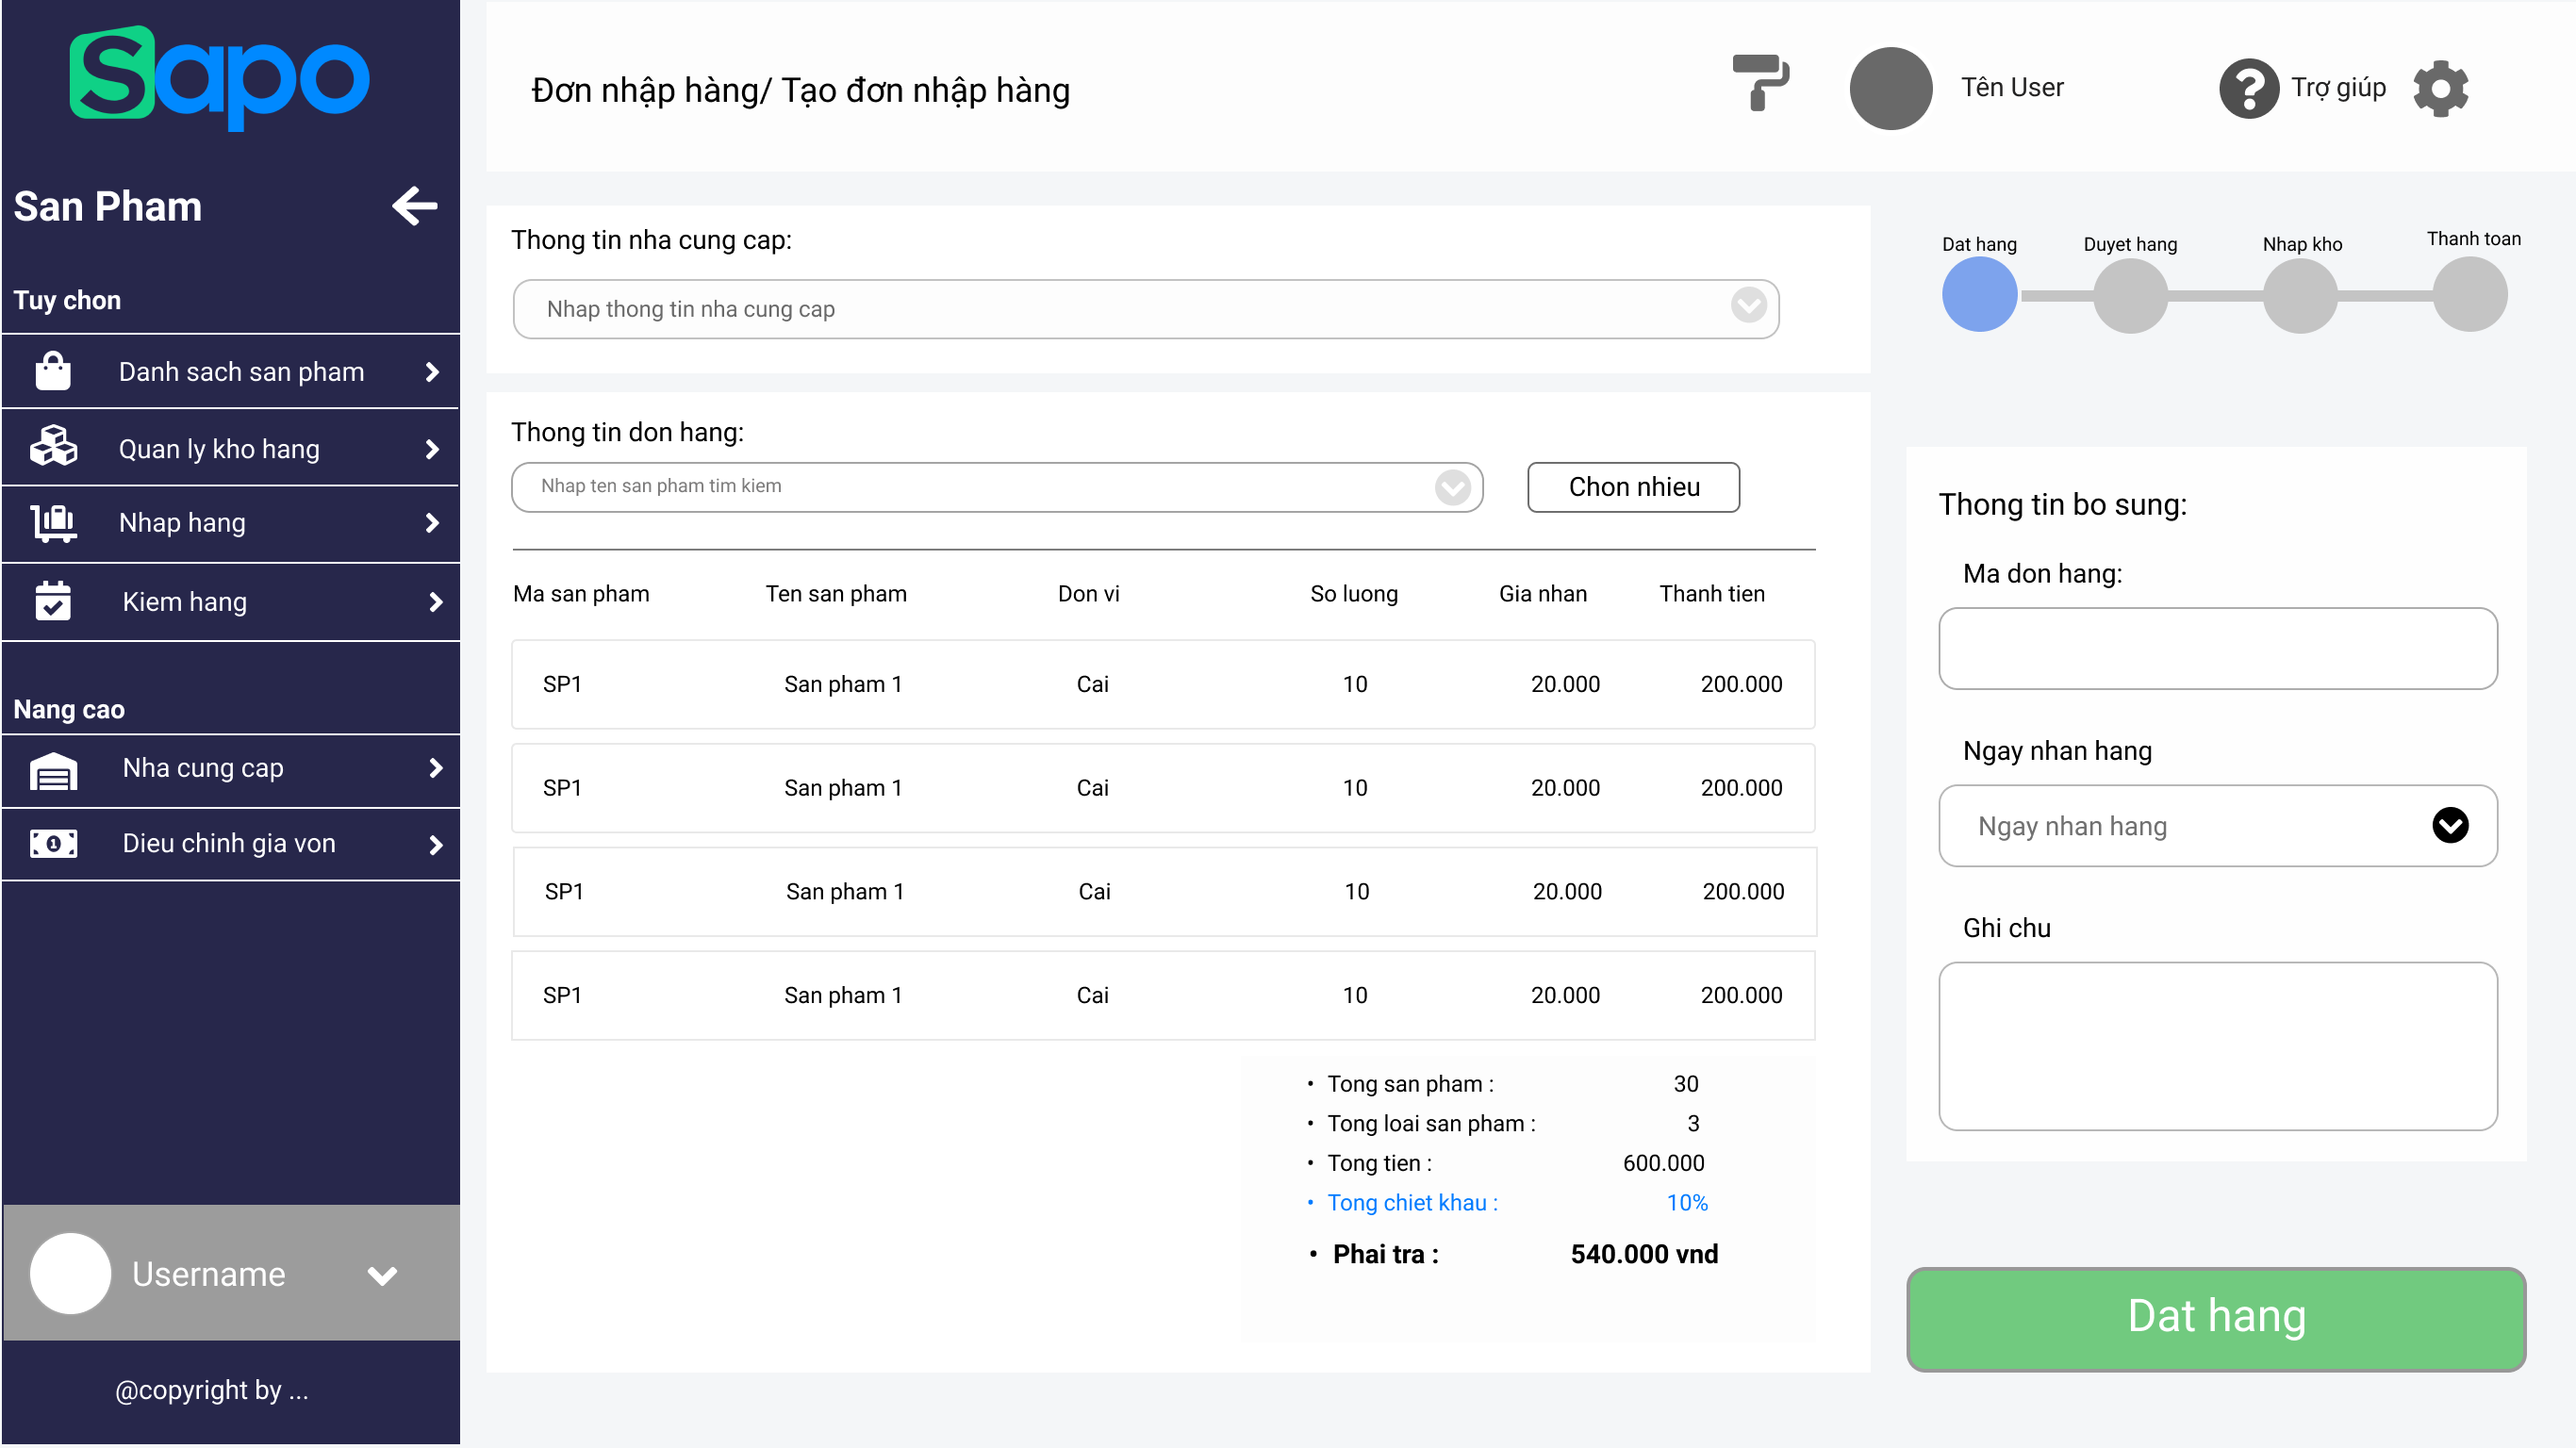 sapo
San Pham
Tuy chon
Danh sach san pham
Quan ly kho hang
Nhap hang
Kiem hang
Nang cao
Nha cung cap
1
Dieu chinh gia von
Username
@copyright by ...
Đơn nhập hàng/ Tạo đơn nhập hàng
Tên User
? Trợ giúp
Thong tin nha cung cap:
Nhap thong tin nha cung cap
Thong tin don hang:
Nhap ten san pham tim kiem
Chon nhieu
Ma san pham Ten san pham Don vi So luong Gia nhan Thanh tien
SP1 San pham 1 Cai 10 20.000 200.000
SP1 San pham 1 Cai 10 20.000 200.000
SP1 San pham 1 Cai 10 20.000 200.000
SP1 San pham 1 Cai 10 20.000 200.000
• Tong san pham : 30
• Tong loai san pham : 3
• Tong tien : 600.000
• Tong chiet khau : 10%
• Phai tra : 540.000 vnd
Dat hang Duyet hang Nhap kho Thanh toan
Thong tin bo sung:
Ma don hang:
Ngay nhan hang
Ngay nhan hang
Ghi chu
Dat hang